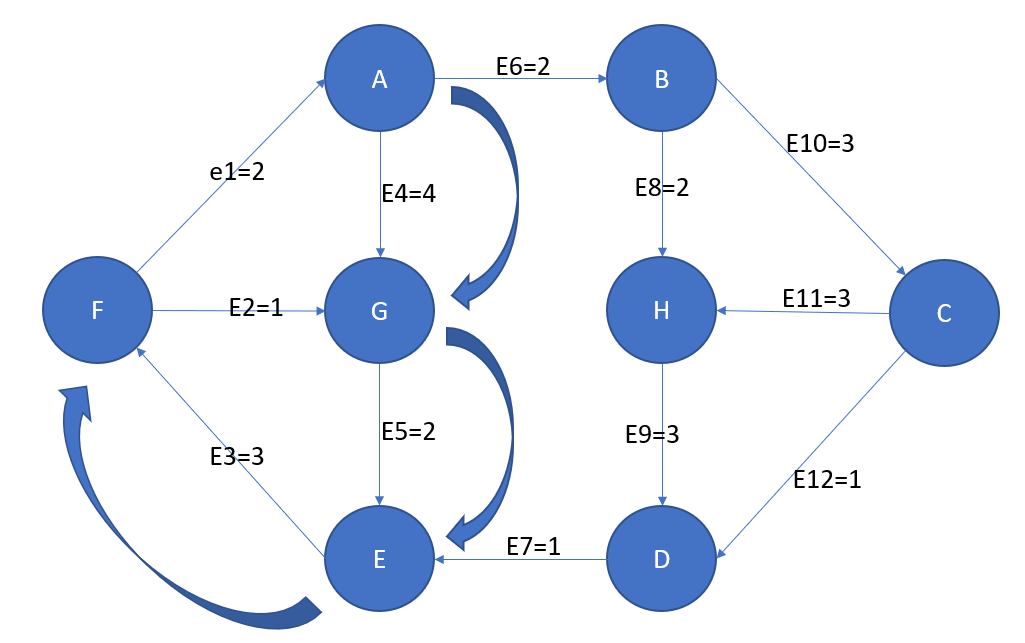 A
E6=2
B
E10=3
e1=2
E4=4
E8=2
F
E2=1
G
H
E11=3
C
E3=3
E5=2
E9=3
E12=1
E
E7=1
D